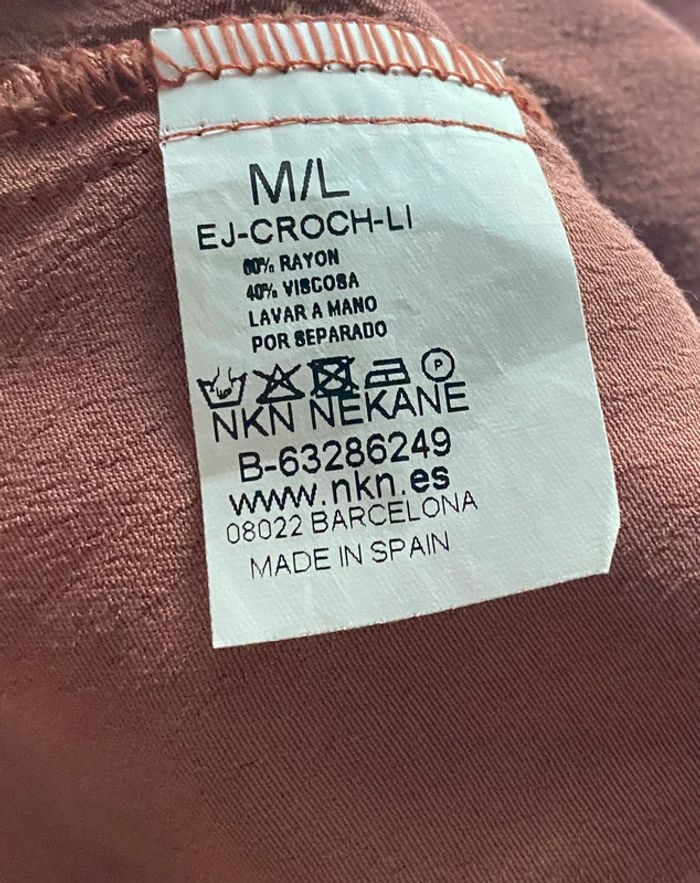 M/L
EJ-CROCH-LI
60% RAYON
40% VISCOSA
LAVAR A MANO
POR SEPARADO
P
NKN NEKANE
B-63286249
www.nkn.es
08022 BARCELONA
MADE IN SPAIN